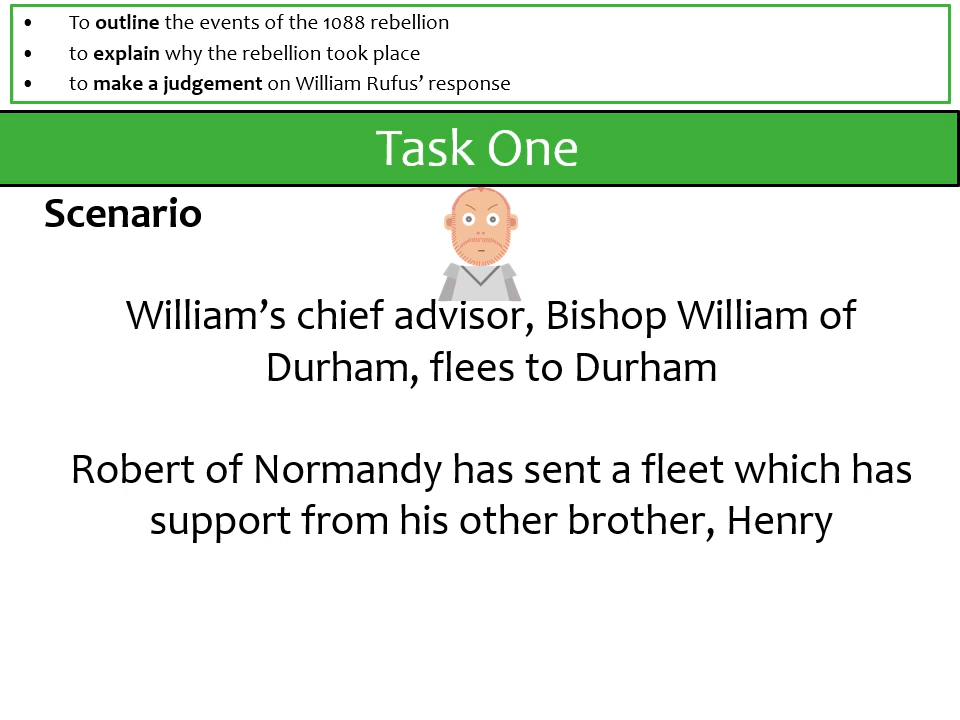 • To outline the events of the 1088 rebellion
• to explain why the rebellion took place
• to make a judgement on William Rufus’ response
Task One
Scenario
William’s chief advisor, Bishop William of
Durham, flees to Durham
Robert of Normandy has sent a fleet which has
support from his other brother, Henry